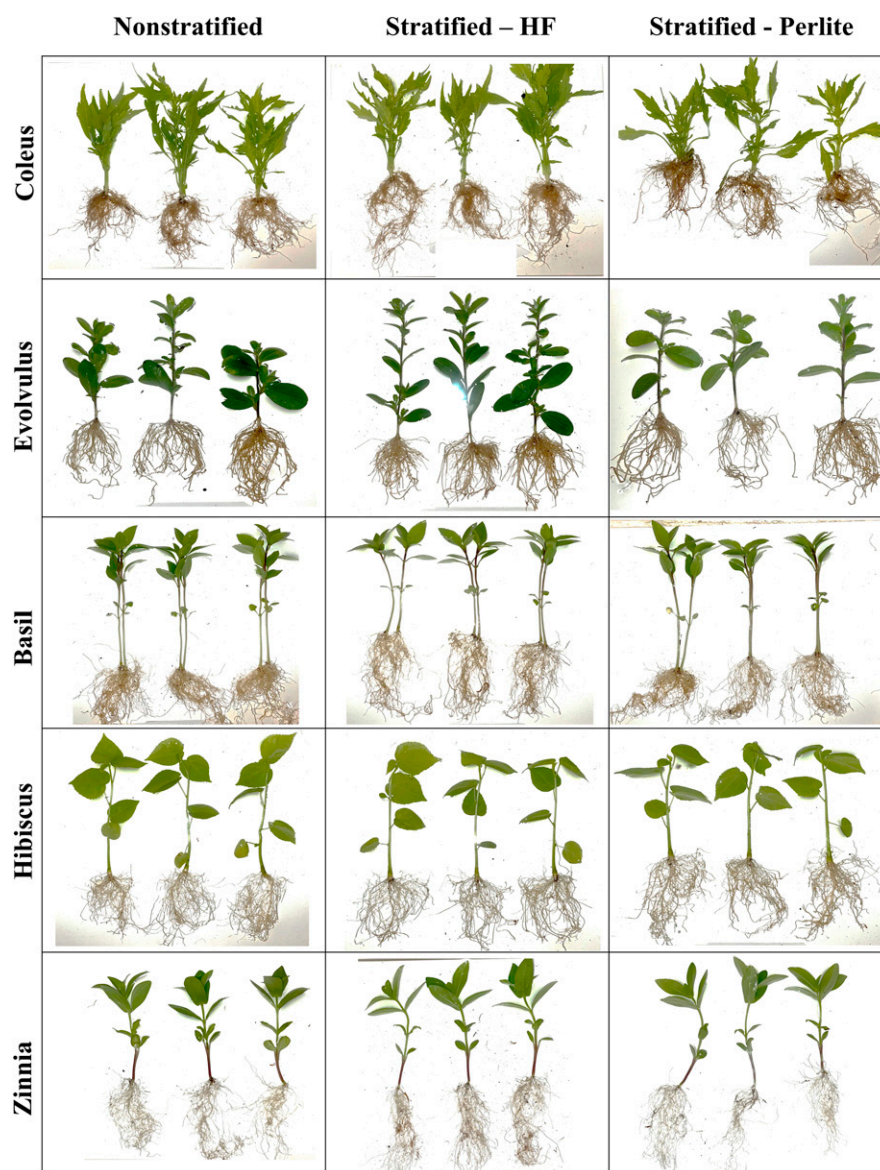 Nonstratified
Stratified – HF
Stratified - Perlite
Coleus
Evolvulus
Basil
Hibiscus
Zinnia